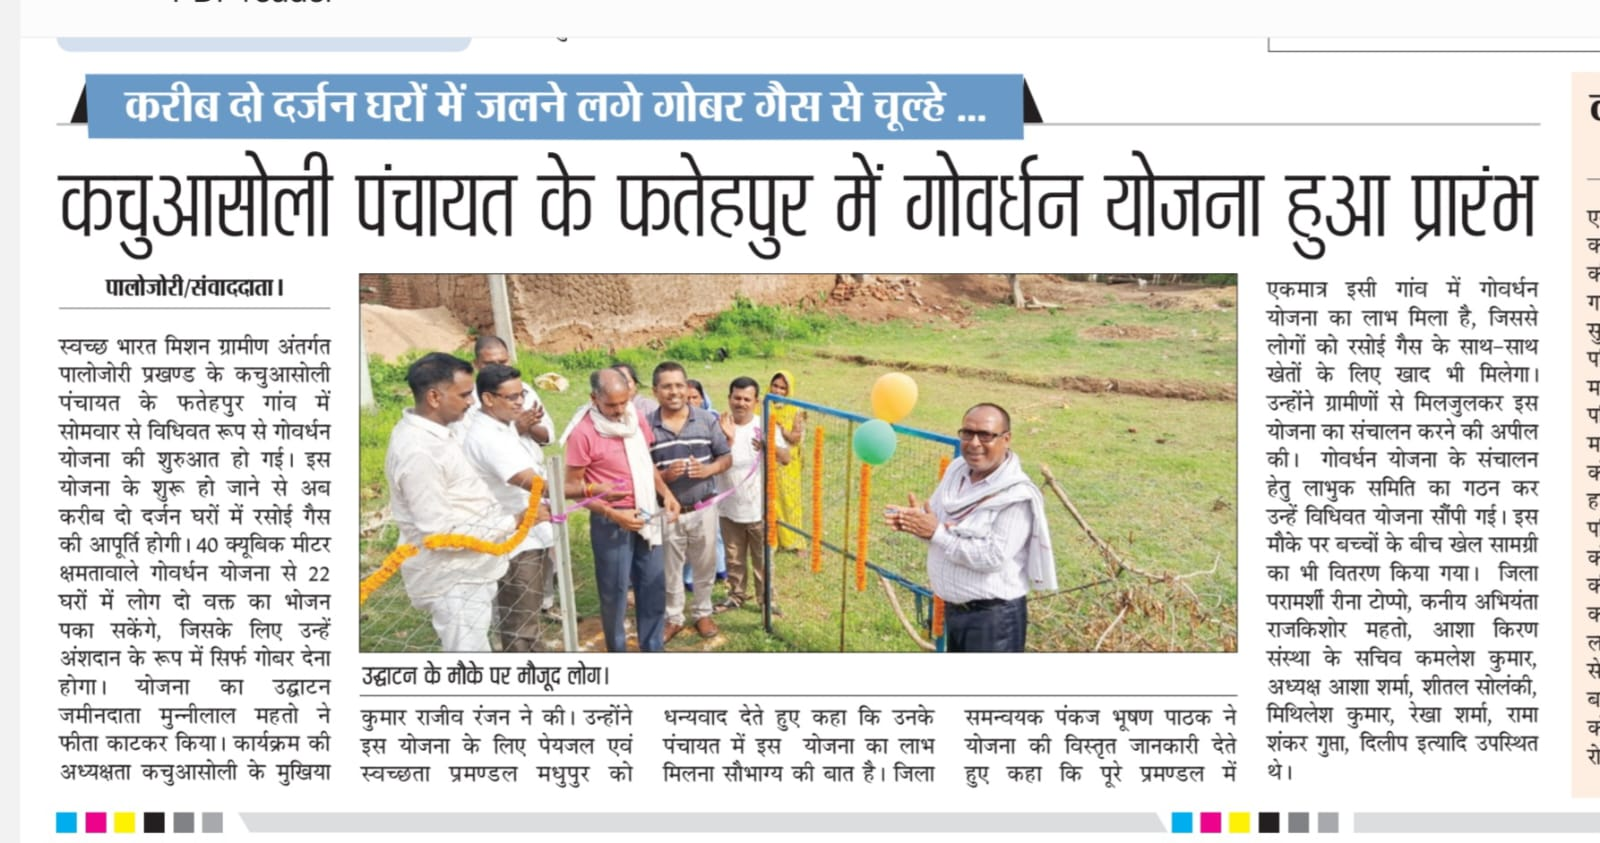 करीब दो दर्जन घरों में जलने लगे गोबर गैस से चूल्हे ...
कचुआसोली पंचायत के फतेहपुर में गोवर्धन योजना हुआ प्रारंभ
पालोजोरी/संवाददाता।
स्वच्छ भारत मिशन ग्रामीण अंतर्गत
पालोजोरी प्रखण्ड के कचुआसोली
पंचायत के फतेहपुर गांव में
सोमवार से विधिवत रूप से गोवर्धन
योजना की शुरुआत हो गई। इस
योजना के शुरू हो जाने से अब
करीब दो दर्जन घरों में रसोई गैस
की आपूर्ति होगी। 40 क्यूबिक मीटर
क्षमतावाले गोवर्धन योजना से 22
घरों में लोग दो वक्त का भोजन
पका सकेंगे, जिसके लिए उन्हें
अंशदान के रूप में सिर्फ गोबर देना
होगा। योजना का उद्घाटन
जमीनदाता मुन्नीलाल महतो ने
फीता काटकर किया। कार्यक्रम की
अध्यक्षता कचुआसोली के मुखिया
उद्घाटन के मौके पर मौजूद लोग।
कुमार राजीव रंजन ने की। उन्होंने
इस योजना के लिए पेयजल एवं
स्वच्छता प्रमण्डल मधुपुर को
धन्यवाद देते हुए कहा कि उनके
पंचायत में इस योजना का लाभ
मिलना सौभाग्य की बात है। जिला
समन्वयक पंकज भूषण पाठक ने
योजना की विस्तृत जानकारी देते
हुए कहा कि पूरे प्रमण्डल में
एकमात्र इसी गांव में गोवर्धन
योजना का लाभ मिला है, जिससे
लोगों को रसोई गैस के साथ-साथ
खेतों के लिए खाद भी मिलेगा।
उन्होंने ग्रामीणों से मिलजुलकर इस
योजना का संचालन करने की अपील
की। गोवर्धन योजना के संचालन
हेतु लाभुक समिति का गठन कर
उन्हें विधिवत योजना सौंपी गई। इस
मौके पर बच्चों के बीच खेल सामग्री
का भी वितरण किया गया। जिला
परामर्शी रीना टोप्पो, कनीय अभियंता
राजकिशोर महतो, आशा किरण
संस्था के सचिव कमलेश कुमार,
अध्यक्ष आशा शर्मा, शीतल सोलंकी,
मिथिलेश कुमार, रेखा शर्मा, रामा
शंकर गुप्ता, दिलीप इत्यादि उपस्थित
थे।